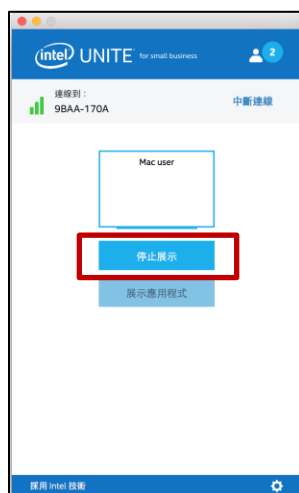 intel UNITE for small business 2
連線到：
9BAA-170A 中斷連線
Mac user
停止展示
展示應用程式
採用 Intel 技術